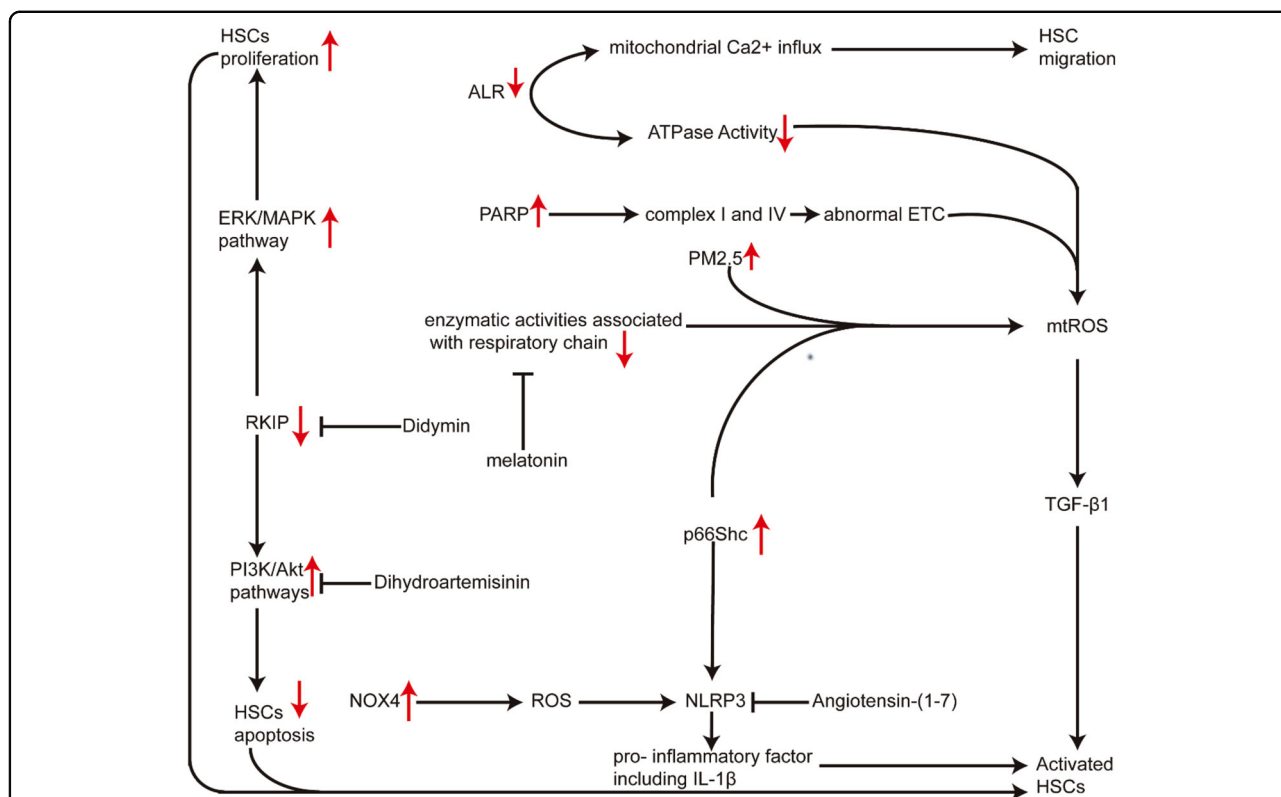 HSCs
proliferation
mitochondrial Ca2+ influx
HSC
migration
ALR
ATPase Activity
ERK/MAPK
pathway
PARP
complex I and IV
abnormal ETC
PM2.5
enzymatic activities associated
with respiratory chain
mtROS
RKIP
Didymin
melatonin
TGF-β1
p66Shc
PI3K/Akt
pathways
Dihydroartemisinin
HSCs
apoptosis
NOX4
ROS
NLRP3
Angiotensin-(1-7)
pro- inflammatory factor
including IL-1β
Activated
HSCs